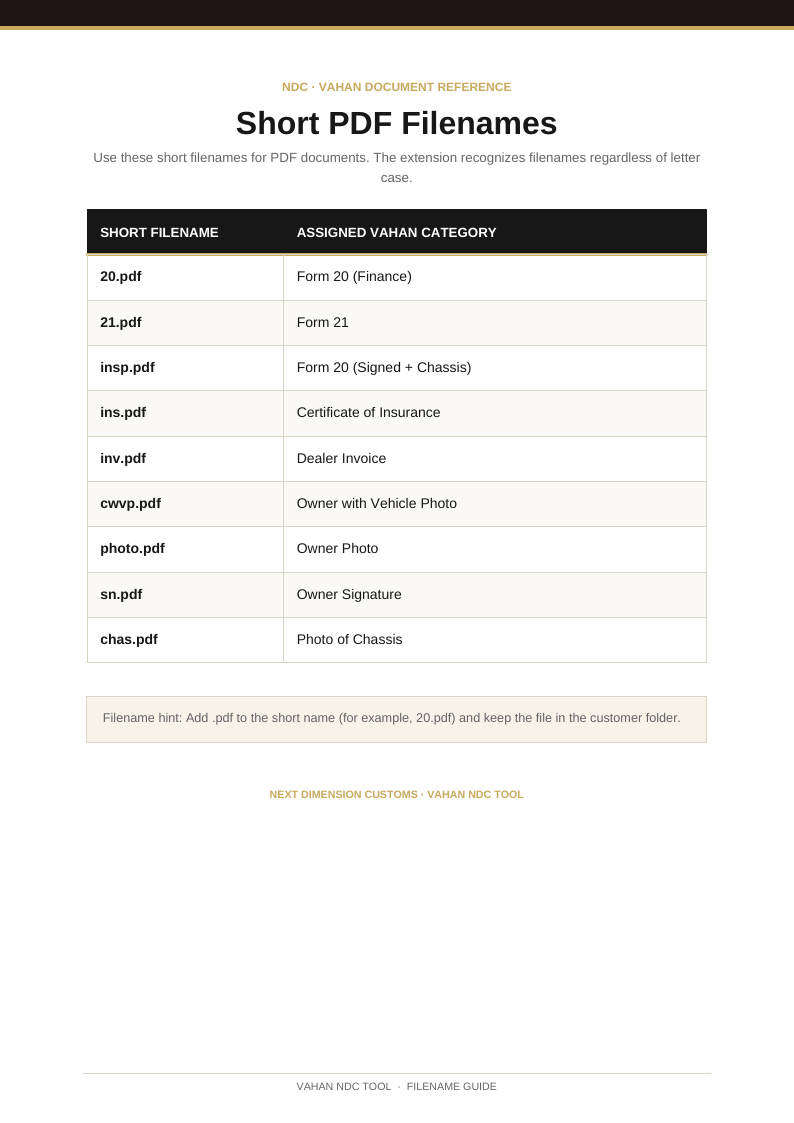 NDC · VAHAN DOCUMENT REFERENCE
Short PDF Filenames
Use these short filenames for PDF documents. The extension recognizes filenames regardless of letter
case.
SHORT FILENAME ASSIGNED VAHAN CATEGORY
20.pdf Form 20 (Finance)
21.pdf Form 21
insp.pdf Form 20 (Signed + Chassis)
ins.pdf Certificate of Insurance
inv.pdf Dealer Invoice
cwvp.pdf Owner with Vehicle Photo
photo.pdf Owner Photo
sn.pdf Owner Signature
chas.pdf Photo of Chassis
Filename hint: Add .pdf to the short name (for example, 20.pdf) and keep the file in the customer folder.
NEXT DIMENSION CUSTOMS · VAHAN NDC TOOL
VAHAN NDC TOOL · FILENAME GUIDE